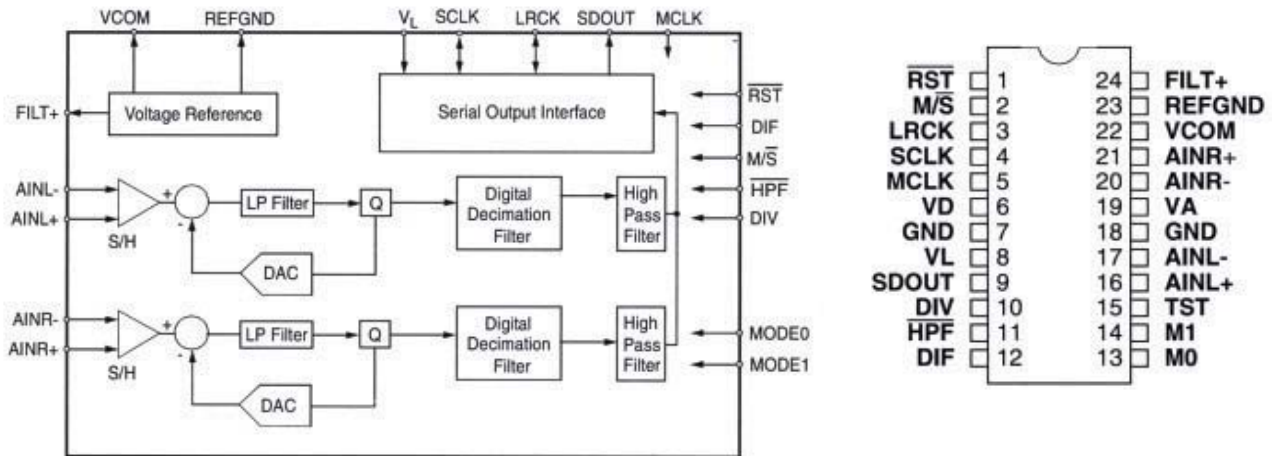 VCOM REFGND VL SCLK LRCK SDOUT MCLK
FILT+
Voltage Reference
Serial Output Interface
RST
DIF
M/S
HPF
DIV
AINL-
AINL+
S/H
+
-
LP Filter
Q
DAC
Digital
Decimation
Filter
High
Pass
Filter
AINR-
AINR+
S/H
+
-
LP Filter
Q
DAC
Digital
Decimation
Filter
High
Pass
Filter
MODE0
MODE1
RST 1 24 FILT+
M/S 2 23 REFGND
LRCK 3 22 VCOM
SCLK 4 21 AINR+
MCLK 5 20 AINR-
VD 6 19 VA
GND 7 18 GND
VL 8 17 AINL-
SDOUT 9 16 AINL+
DIV 10 15 TST
HPF 11 14 M1
DIF 12 13 M0